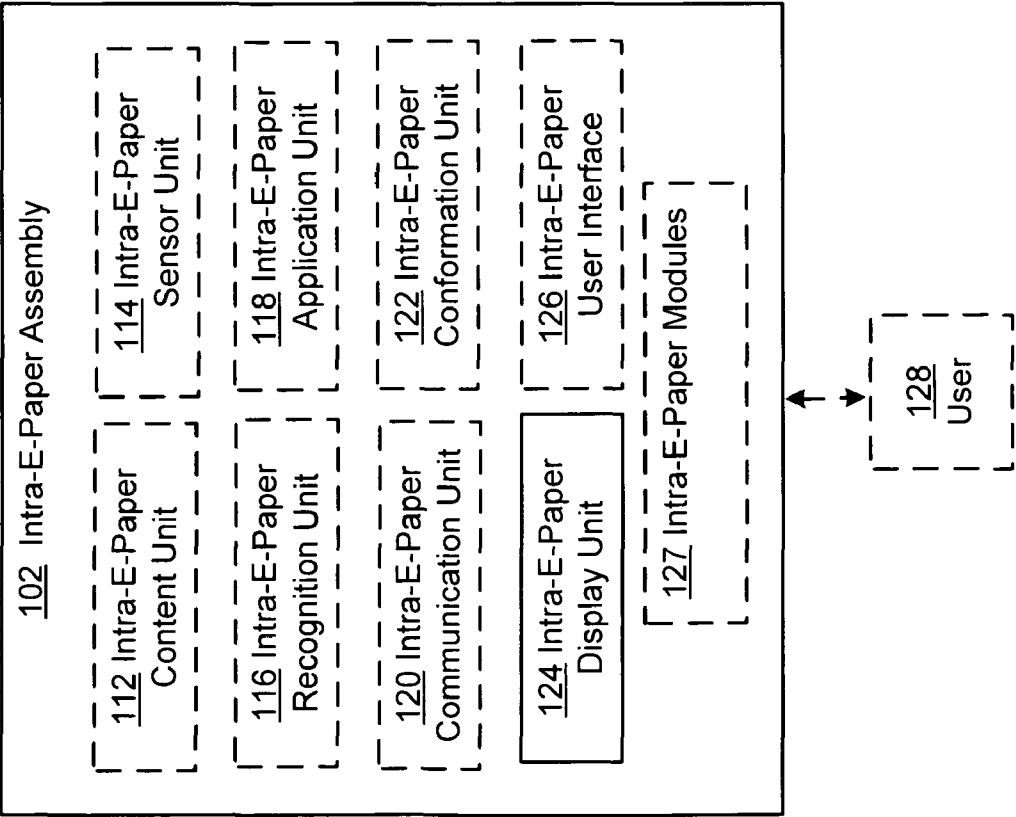 102 Intra-E-Paper Assembly
112 Intra-E-Paper
Content Unit
114 Intra-E-Paper
Sensor Unit
116 Intra-E-Paper
Recognition Unit
118 Intra-E-Paper
Application Unit
120 Intra-E-Paper
Communication Unit
122 Intra-E-Paper
Conformation Unit
124 Intra-E-Paper
Display Unit
126 Intra-E-Paper
User Interface
127 Intra-E-Paper Modules
128
User